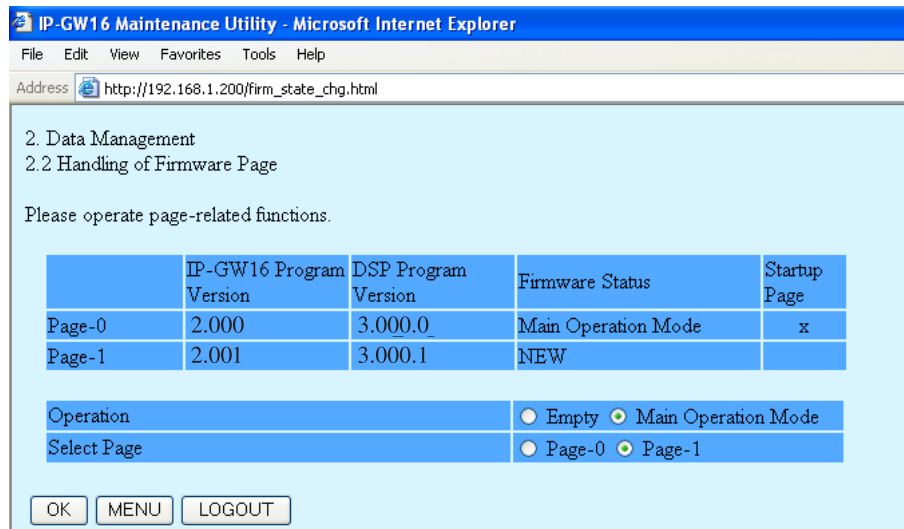 IP-GW16 Maintenance Utility - Microsoft Internet Explorer
File Edit View Favorites Tools Help
Address http://192.168.1.200/firm_state_chg.html
2. Data Management
2.2 Handling of Firmware Page
Please operate page-related functions.
IP-GW16 Program Version DSP Program Version Firmware Status Startup Page
Page-0 2.000 3.000.0 Main Operation Mode x
Page-1 2.001 3.000.1 NEW
Operation Empty Main Operation Mode
Select Page Page-0 Page-1
OK MENU LOGOUT